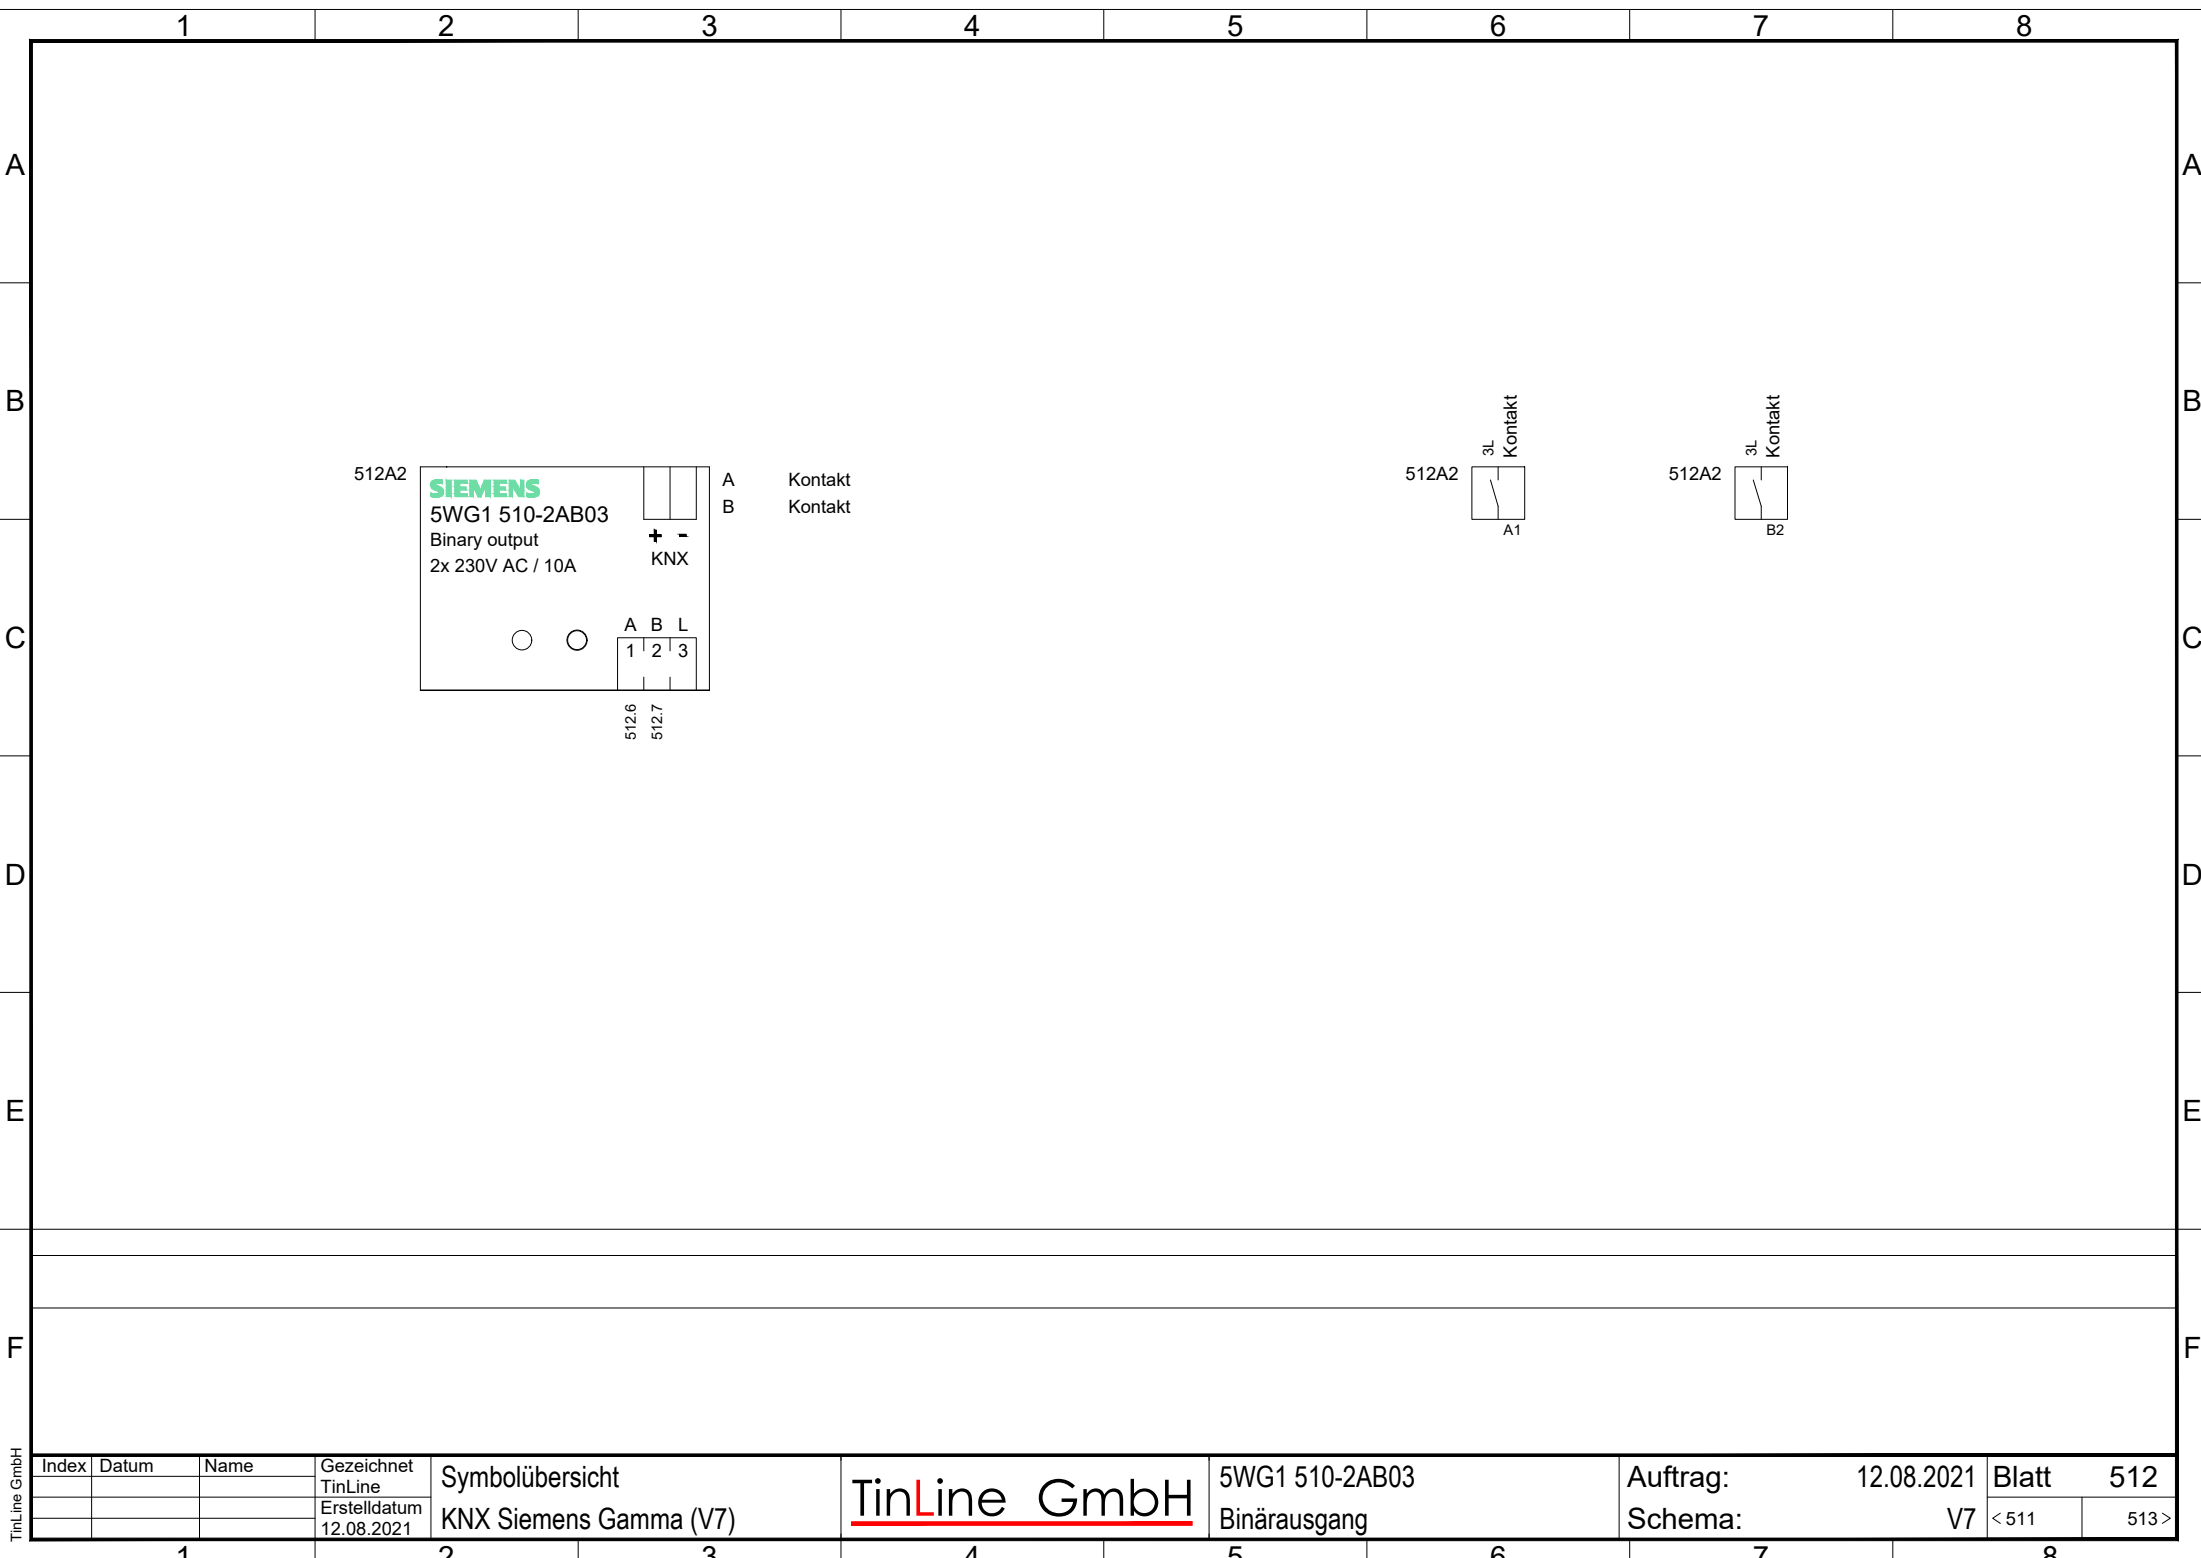 1 2 3 4 5 6 7 8
A A
B B
C C
D D
E E
F F
512A2
SIEMENS
5WG1 510-2AB03
Binary output
2x 230V AC / 10A
+ -
KNX
A B L
1 2 3
512.6
512.7
A Kontakt
B Kontakt
512A2
3L
Kontakt
A1
512A2
3L
Kontakt
B2
TinLine GmbH
Index Datum Name
Gezeichnet
TinLine
Erstelldatum
12.08.2021
Symbolübersicht
KNX Siemens Gamma (V7)
TinLine GmbH
5WG1 510-2AB03
Binärausgang
Auftrag: 12.08.2021
Schema: V7
Blatt 512
<511 513>
1 2 3 4 5 6 7 8